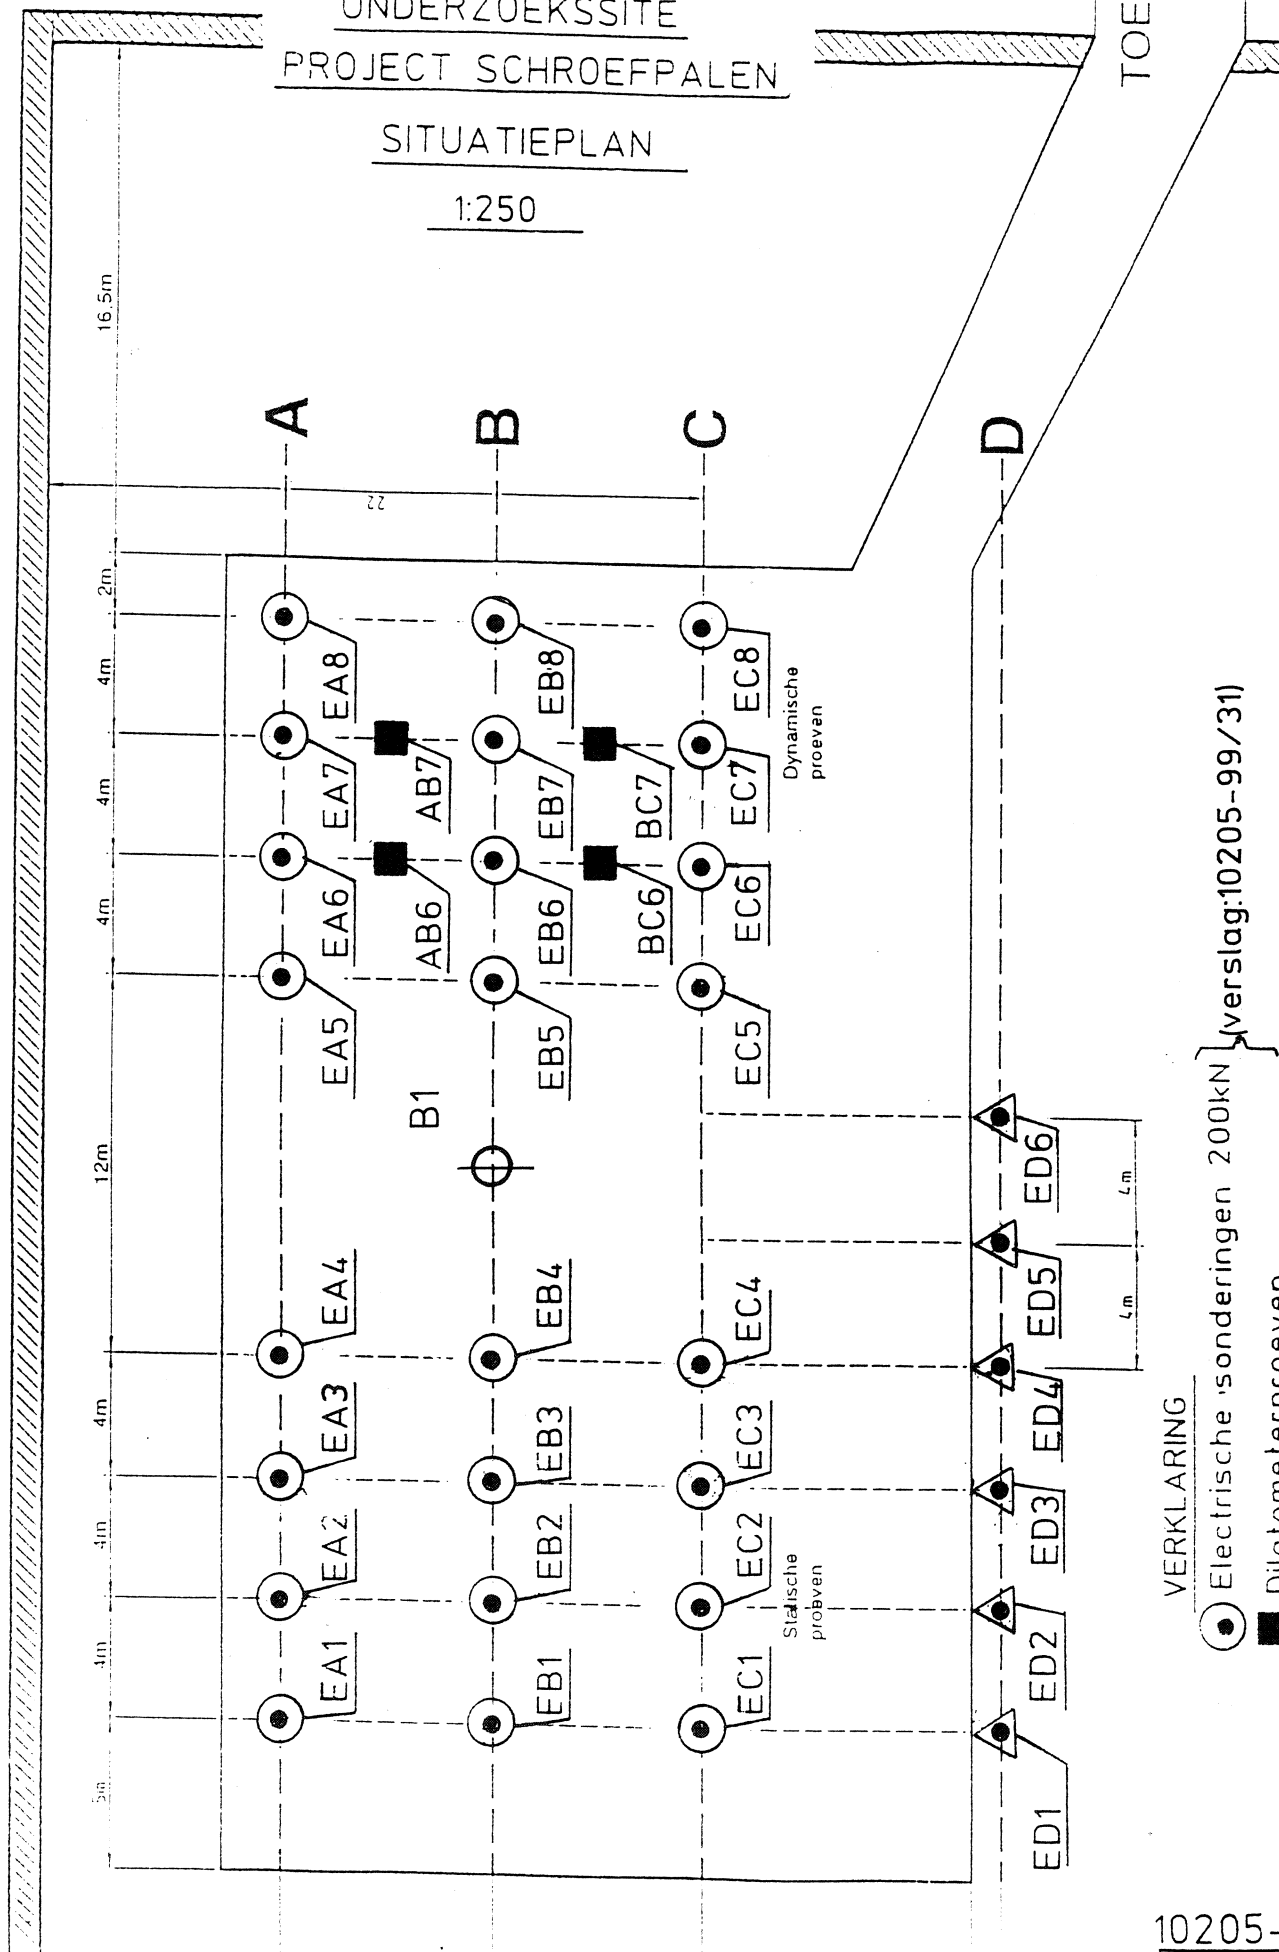 ONDERZOEKSSITE
PROJECT SCHROEFPALEN
SITUATIEPLAN
1:250
TOE
16.5m
2m
4m
4m
4m
12m
4m
4m
4m
5m
22
A
B
C
D
EA8
EA7
EA6
EA5
EA4
EA3
EA2
EA1
AB7
AB6
B1
EB8
EB7
EB6
EB5
EB4
EB3
EB2
EB1
BC7
BC6
EC8
EC7
EC6
EC5
EC4
EC3
EC2
EC1
Dynamische
proeven
Statische
proeven
ED6
ED5
ED4
ED3
ED2
ED1
4m
4m
VERKLARING
Electrische sonderingen 200kN
(verslag:10205-99/31)
Dilatometerproeven
10205-